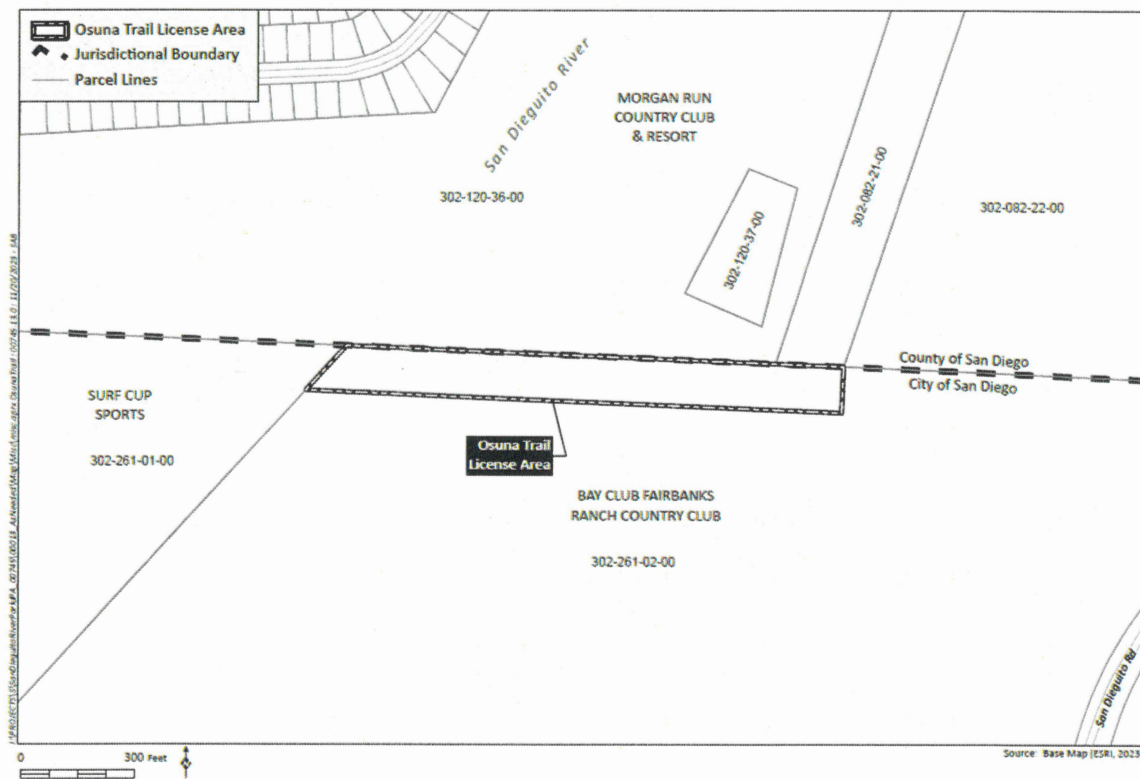 Osuna Trail License Area
Jurisdictional Boundary
Parcel Lines
San Dieguito River
MORGAN RUN
COUNTRY CLUB
& RESORT
302-120-36-00
302-120-37-00
302-082-21-00
302-082-22-00
County of San Diego
City of San Diego
SURF CUP
SPORTS
302-261-01-00
Osuna Trail
License Area
BAY CLUB FAIRBANKS
RANCH COUNTRY CLUB
302-261-02-00
San Dieguito Rd
0 300 Feet
Source: Base Map (ESRI, 2023